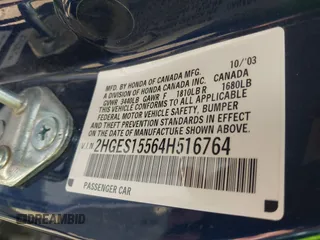 10/'03
MFD. BY HONDA OF CANADA MFG.
A DIVISION OF HONDA CANADA INC. CANADA
GVWR 3440LB GAWR F 1810LB R 1680LB
THIS VEHICLE CONFORMS TO ALL APPLICABLE FEDERAL
MOTOR VEHICLE SAFETY, BUMPER
AND THEFT PREVENTION STANDARDS IN EFFECT ON THE
DATE OF MANUFACTURE SHOWN ABOVE.
V.I.N. 2HGES15564H516764
PASSENGER CAR
© DREAMBID